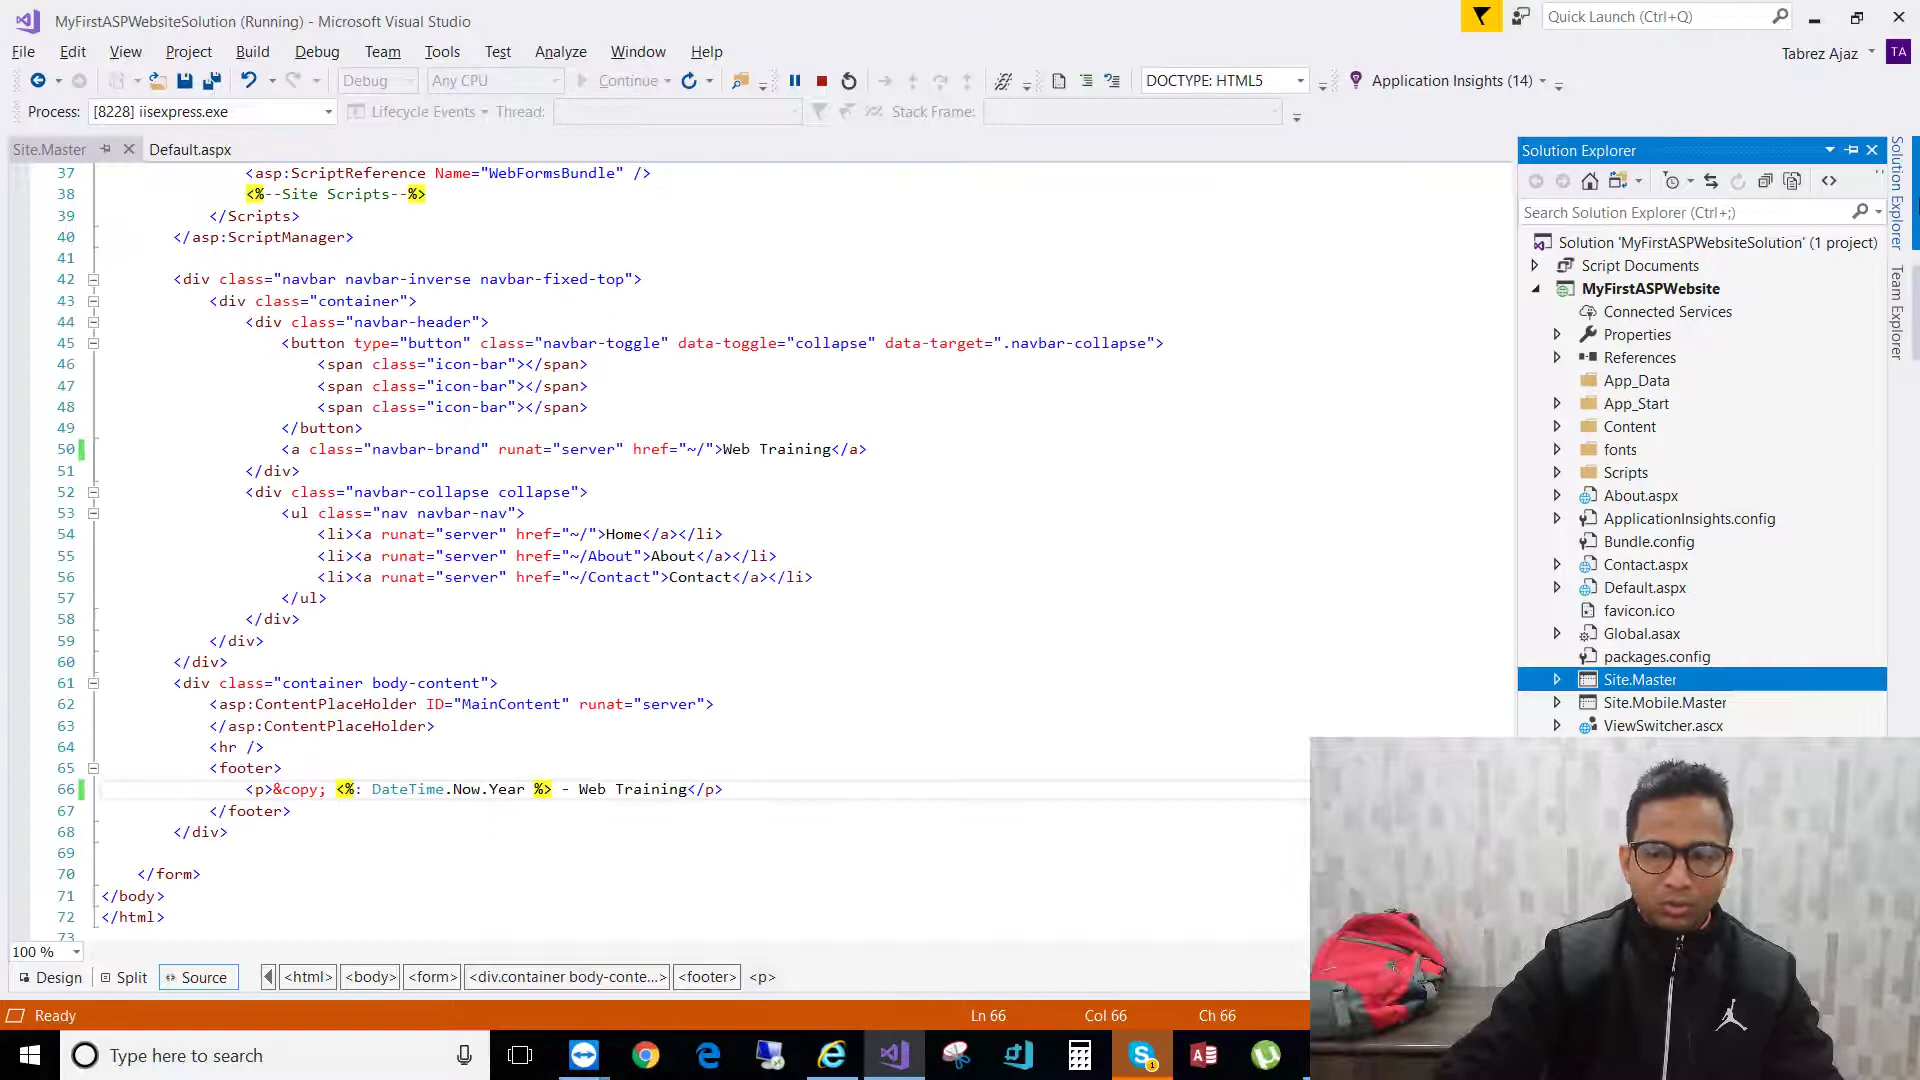 MyFirstASPWebsiteSolution (Running) - Microsoft Visual Studio
Quick Launch (Ctrl+Q)
File Edit View Project Build Debug Team Tools Test Analyze Window Help
Tabrez Ajaz TA
Debug Any CPU Continue DOCTYPE: HTML5 Application Insights (14)
Process: [8228] iisexpress.exe Lifecycle Events Thread: Stack Frame:
Site.Master Default.aspx
37 <asp:ScriptReference Name="WebFormsBundle" />
38 <%--Site Scripts--%>
39 </Scripts>
40 </asp:ScriptManager>
41
42 <div class="navbar navbar-inverse navbar-fixed-top">
43 <div class="container">
44 <div class="navbar-header">
45 <button type="button" class="navbar-toggle" data-toggle="collapse" data-target=".navbar-collapse">
46 <span class="icon-bar"></span>
47 <span class="icon-bar"></span>
48 <span class="icon-bar"></span>
49 </button>
50 <a class="navbar-brand" runat="server" href="~/">Web Training</a>
51 </div>
52 <div class="navbar-collapse collapse">
53 <ul class="nav navbar-nav">
54 <li><a runat="server" href="~/">Home</a></li>
55 <li><a runat="server" href="~/About">About</a></li>
56 <li><a runat="server" href="~/Contact">Contact</a></li>
57 </ul>
58 </div>
59 </div>
60 </div>
61 <div class="container body-content">
62 <asp:ContentPlaceHolder ID="MainContent" runat="server">
63 </asp:ContentPlaceHolder>
64 <hr />
65 <footer>
66 <p>&copy; <%: DateTime.Now.Year %> - Web Training</p>
67 </footer>
68 </div>
69
70 </form>
71 </body>
72 </html>
73
100 %
Design Split Source <html> <body> <form> <div.container body-conte...> <footer> <p>
Ready Ln 66 Col 66 Ch 66
Type here to search
1
Solution Explorer
Search Solution Explorer (Ctrl+;)
Solution 'MyFirstASPWebsiteSolution' (1 project)
Script Documents
MyFirstASPWebsite
Connected Services
Properties
References
App_Data
App_Start
Content
fonts
Scripts
About.aspx
ApplicationInsights.config
Bundle.config
Contact.aspx
Default.aspx
favicon.ico
Global.asax
packages.config
Site.Master
Site.Mobile.Master
ViewSwitcher.ascx
Solution Explorer
Team Explorer